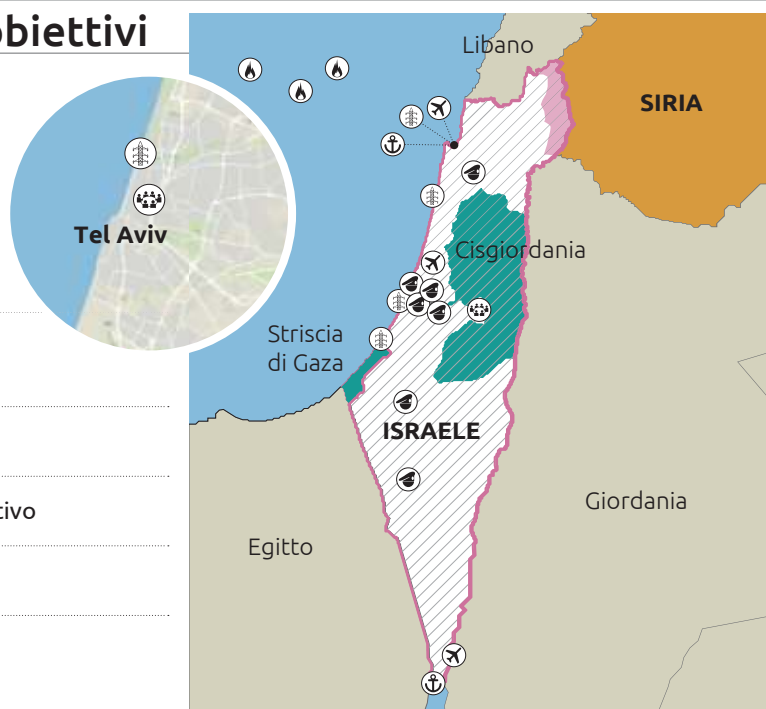 obiettivi
Libano
SIRIA
Tel Aviv
Cisgiordania
Striscia
di Gaza
ISRAELE
Giordania
tivo
Egitto